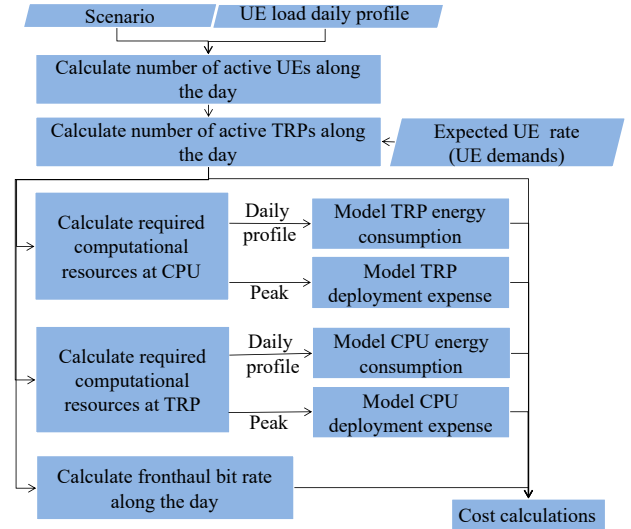 Scenario
UE load daily profile
Calculate number of active UEs along
the day
Calculate number of active TRPs along
the day
Expected UE rate
(UE demands)
Calculate required
computational
resources at CPU
Daily
profile
Model TRP energy
consumption
Peak
Model TRP
deployment expense
Calculate required
computational
resources at TRP
Daily
profile
Model CPU energy
consumption
Peak
Model CPU
deployment expense
Calculate fronthaul bit rate
along the day
Cost calculations